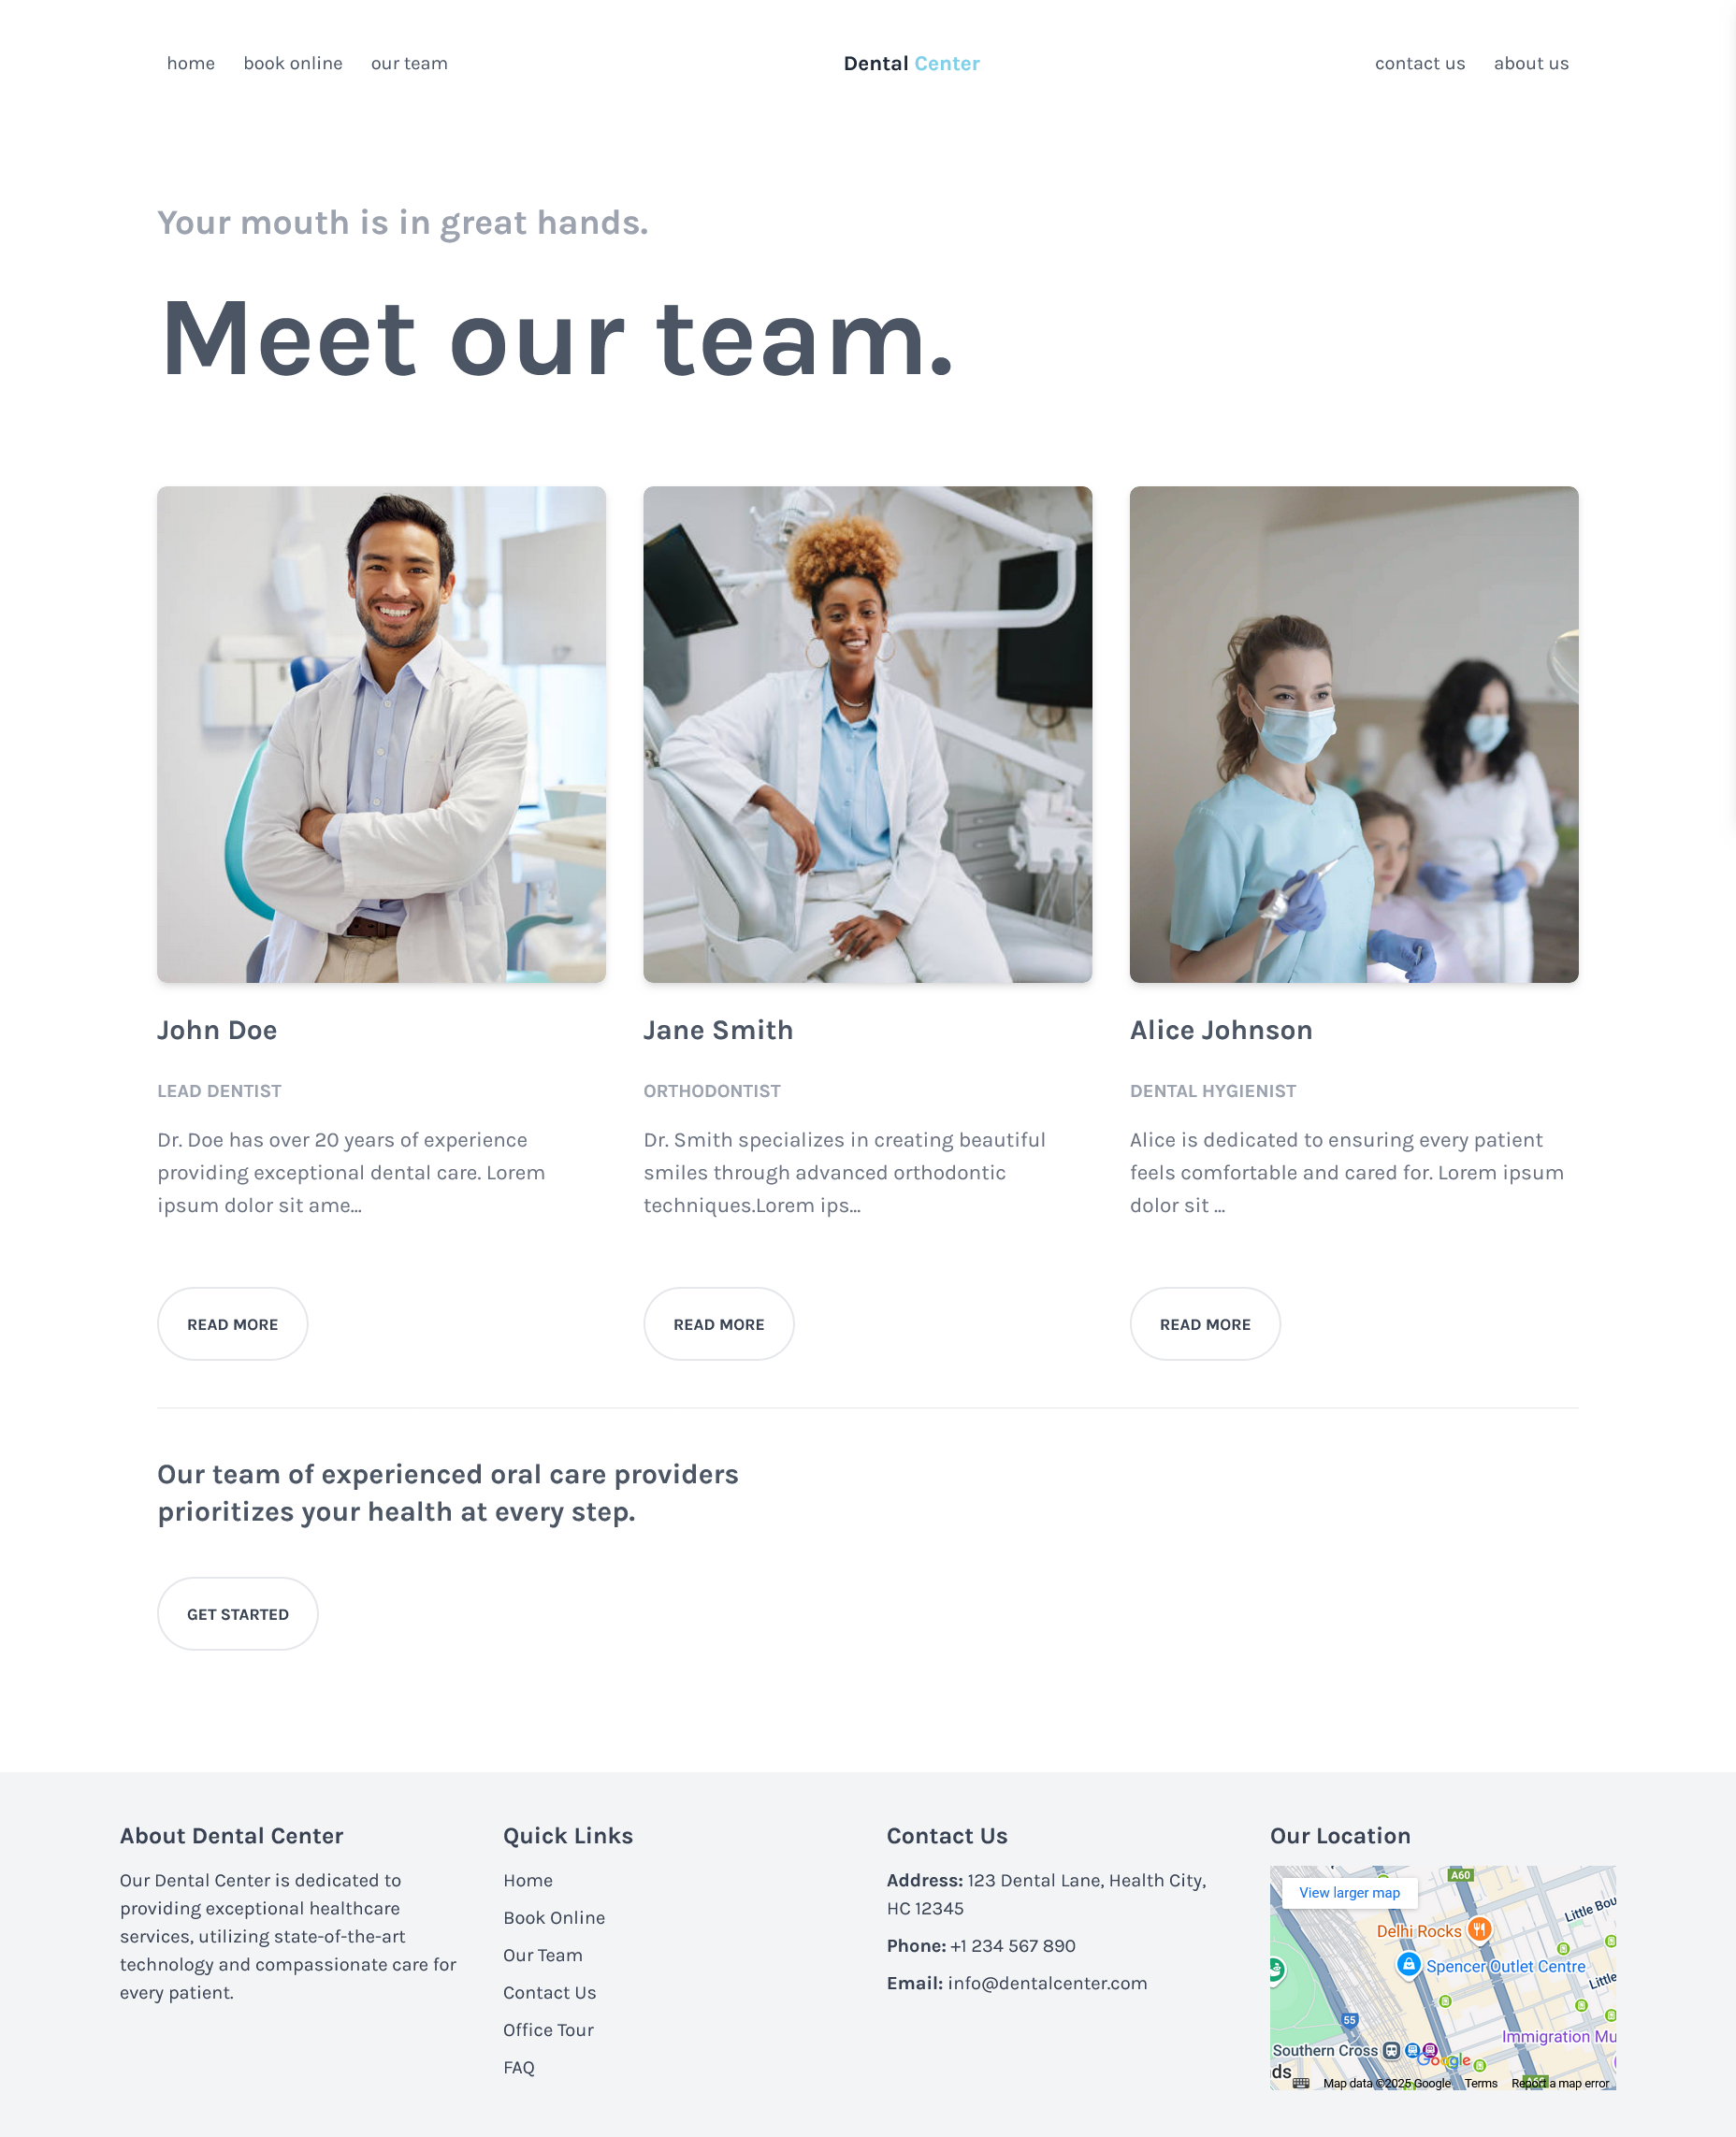 home book online our team Dental Center contact us about us
Your mouth is in great hands.
Meet our team.
John Doe
LEAD DENTIST
Dr. Doe has over 20 years of experience
providing exceptional dental care. Lorem
ipsum dolor sit ame...
READ MORE
Jane Smith
ORTHODONTIST
Dr. Smith specializes in creating beautiful
smiles through advanced orthodontic
techniques.Lorem ips...
READ MORE
Alice Johnson
DENTAL HYGIENIST
Alice is dedicated to ensuring every patient
feels comfortable and cared for. Lorem ipsum
dolor sit ...
READ MORE
Our team of experienced oral care providers
prioritizes your health at every step.
GET STARTED
About Dental Center
Our Dental Center is dedicated to
providing exceptional healthcare
services, utilizing state-of-the-art
technology and compassionate care for
every patient.
Quick Links
Home
Book Online
Our Team
Contact Us
Office Tour
FAQ
Contact Us
Address: 123 Dental Lane, Health City,
HC 12345
Phone: +1 234 567 890
Email: info@dentalcenter.com
Our Location
A60
View larger map
Little Bou
Delhi Rocks
Spencer Outlet Centre
Little
55
Immigration Mu
Southern Cross
Google
ds
Map data ©2025 Google Terms Report a map error